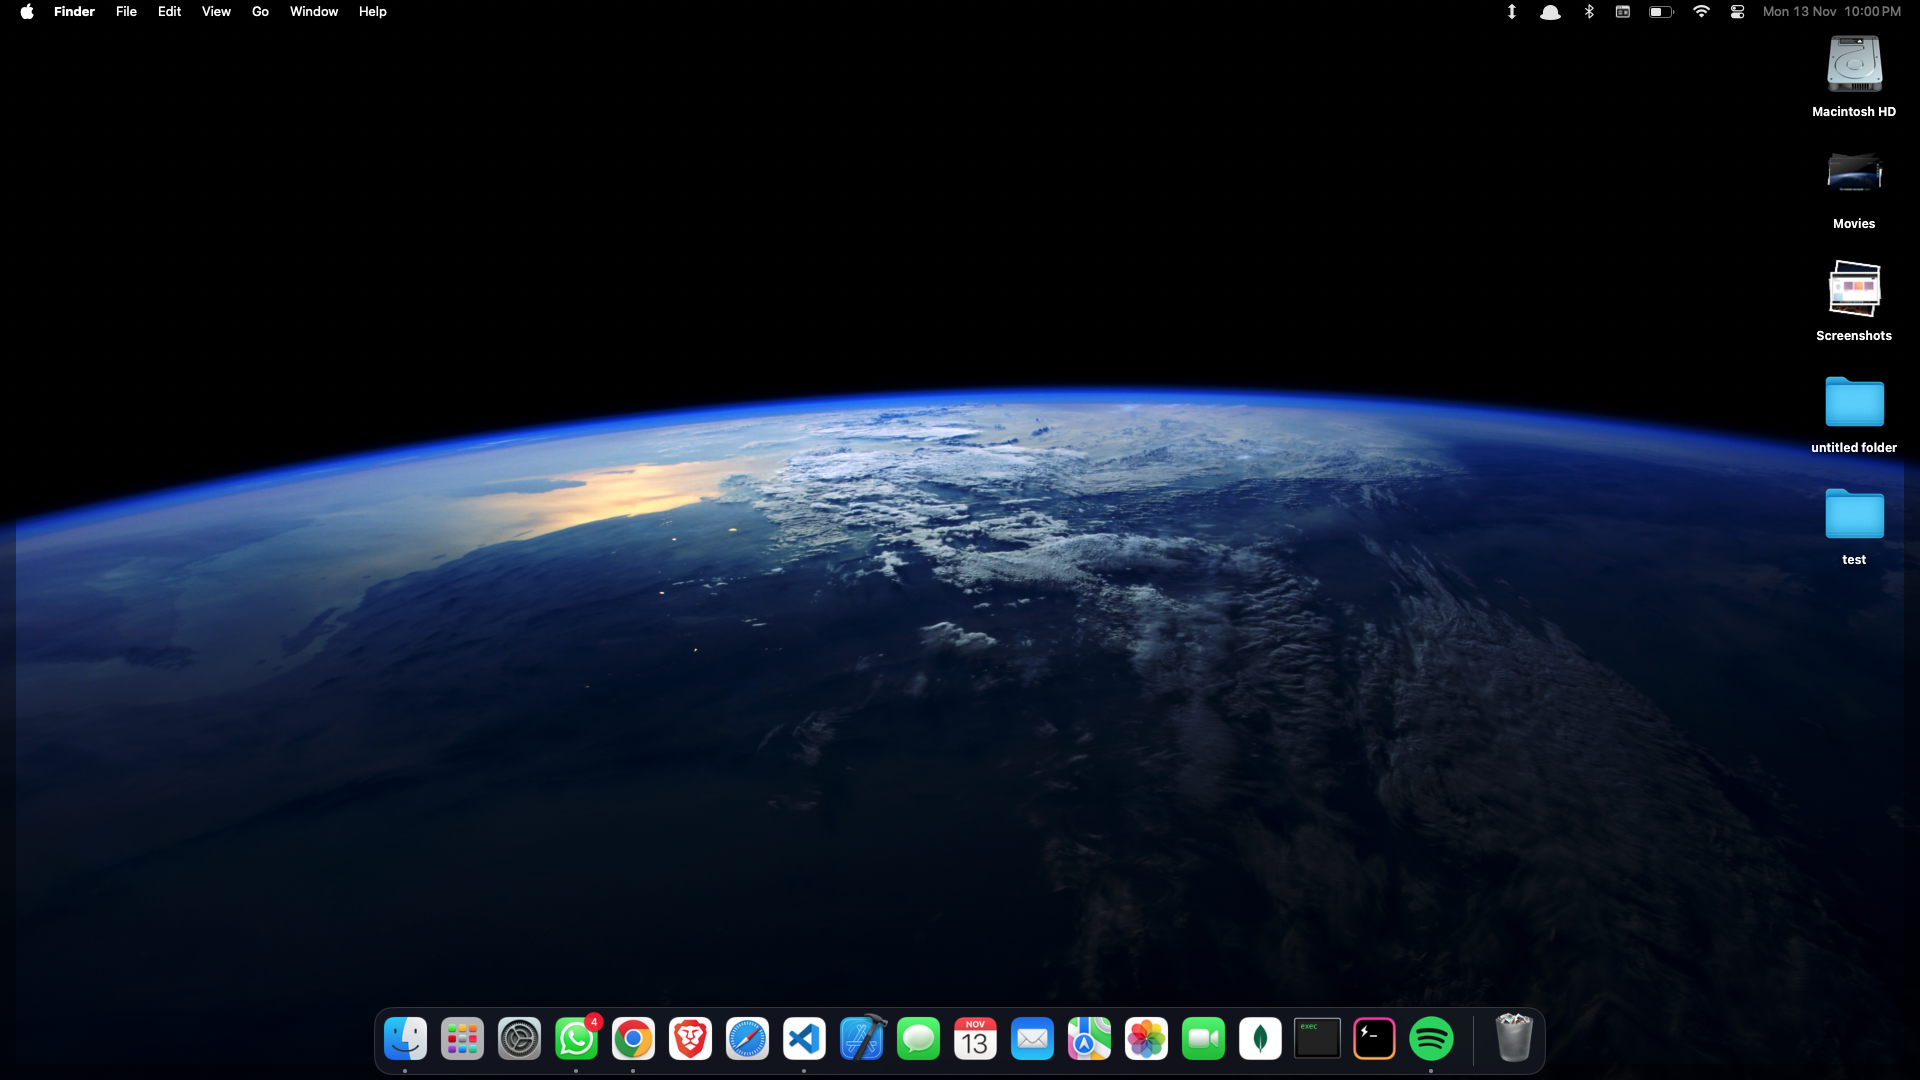 Finder File Edit View Go Window Help Mon 13 Nov 10:00 PM
Macintosh HD
Movies
Screenshots
untitled folder
test
4
NOV
13
exec